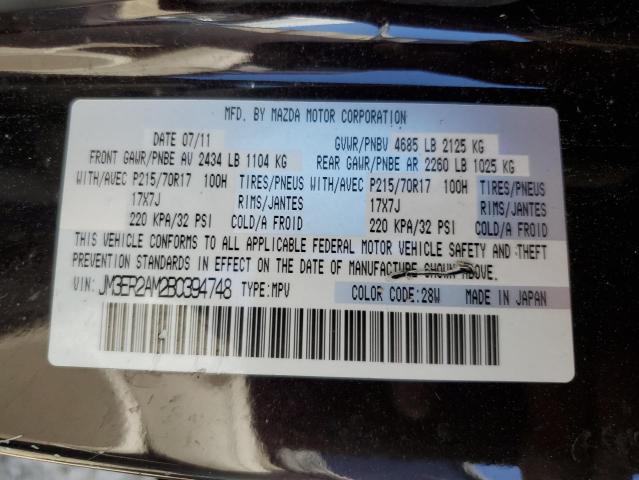 MFD. BY MAZDA MOTOR CORPORATION
DATE 07/11 GVWR/PNBV 4685 LB 2125 KG
FRONT GAWR/PNBE AV 2434 LB 1104 KG REAR GAWR/PNBE AR 2260 LB 1025 KG
WITH/AVEC P215/70R17 100H TIRES/PNEUS WITH/AVEC P215/70R17 100H TIRES/PNEUS
17X7J RIMS/JANTES 17X7J RIMS/JANTES
220 KPA/32 PSI COLD/A FROID 220 KPA/32 PSI COLD/A FROID
THIS VEHICLE CONFORMS TO ALL APPLICABLE FEDERAL MOTOR VEHICLE SAFETY AND THEFT
PREVENTION STANDARDS IN EFFECT ON THE DATE OF MANUFACTURE SHOWN ABOVE.
VIN: JM3ER2AM2B0394748 TYPE:MPV COLOR CODE:28W MADE IN JAPAN